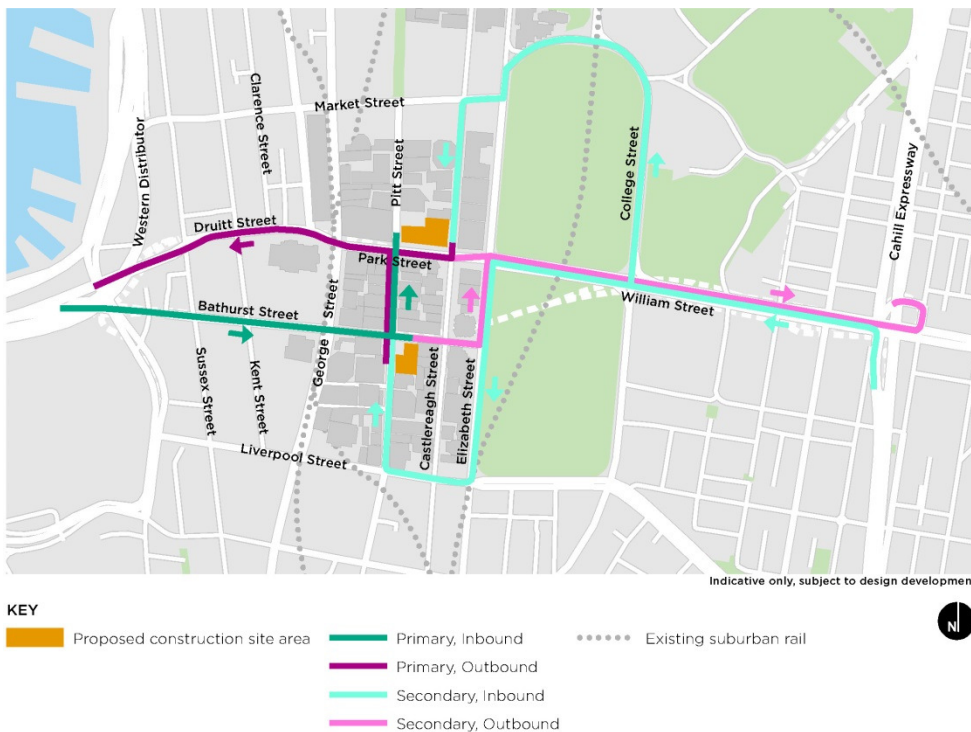 Market Street
Clarence Street
Western Distributor
Pitt Street
College Street
Cahill Expressway
Druitt Street
Park Street
William Street
Bathurst Street
George Street
Sussex Street
Kent Street
Castlereagh Street
Elizabeth Street
Liverpool Street
Indicative only, subject to design development
KEY
Proposed construction site area
Primary, Inbound
Existing suburban rail
Primary, Outbound
Secondary, Inbound
Secondary, Outbound
N